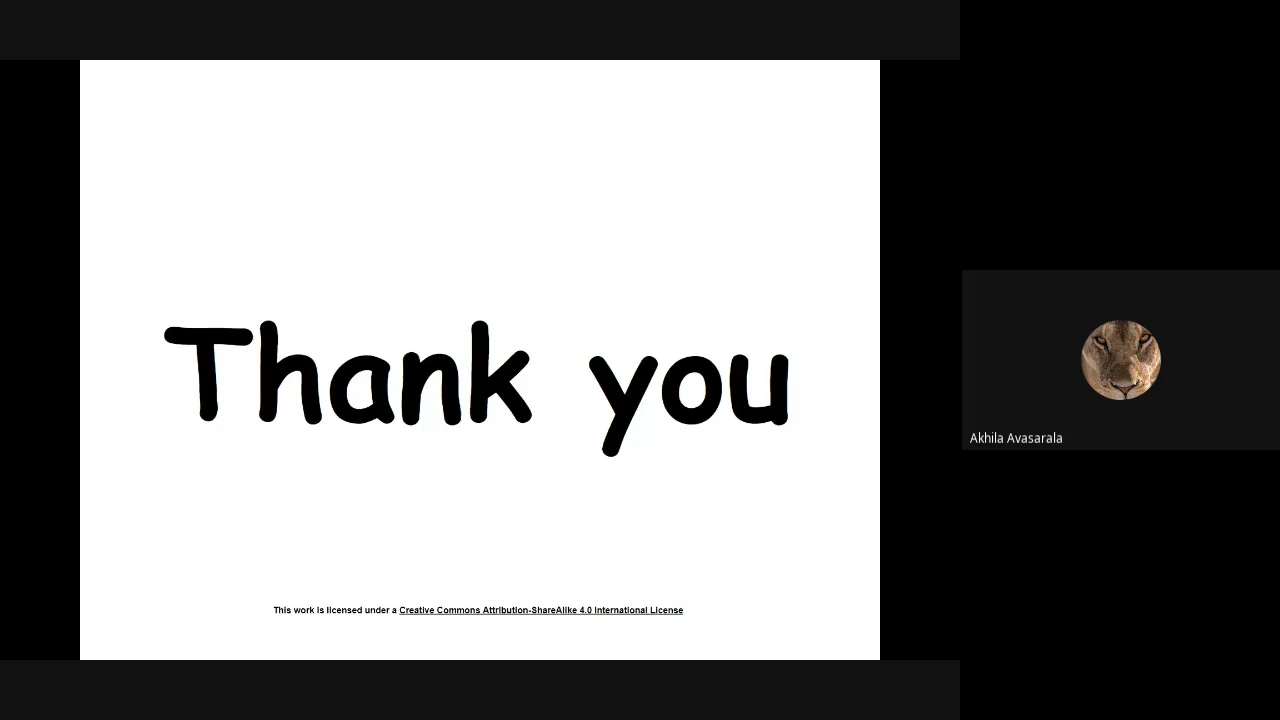 Thank you
This work is licensed under a Creative Commons Attribution-ShareAlike 4.0 International License
Akhila Avasarala